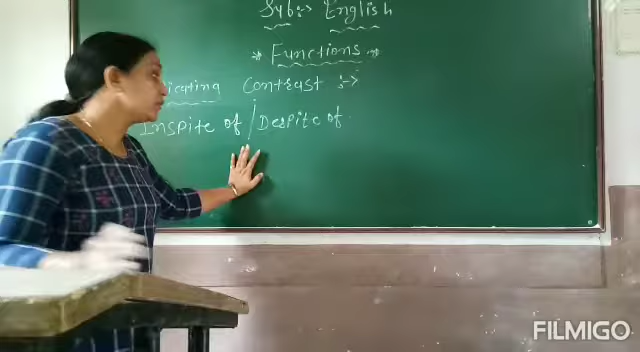 Sub:- English
* Functions *
Contrast :->
Inspite of / Despite of
FILMIGO